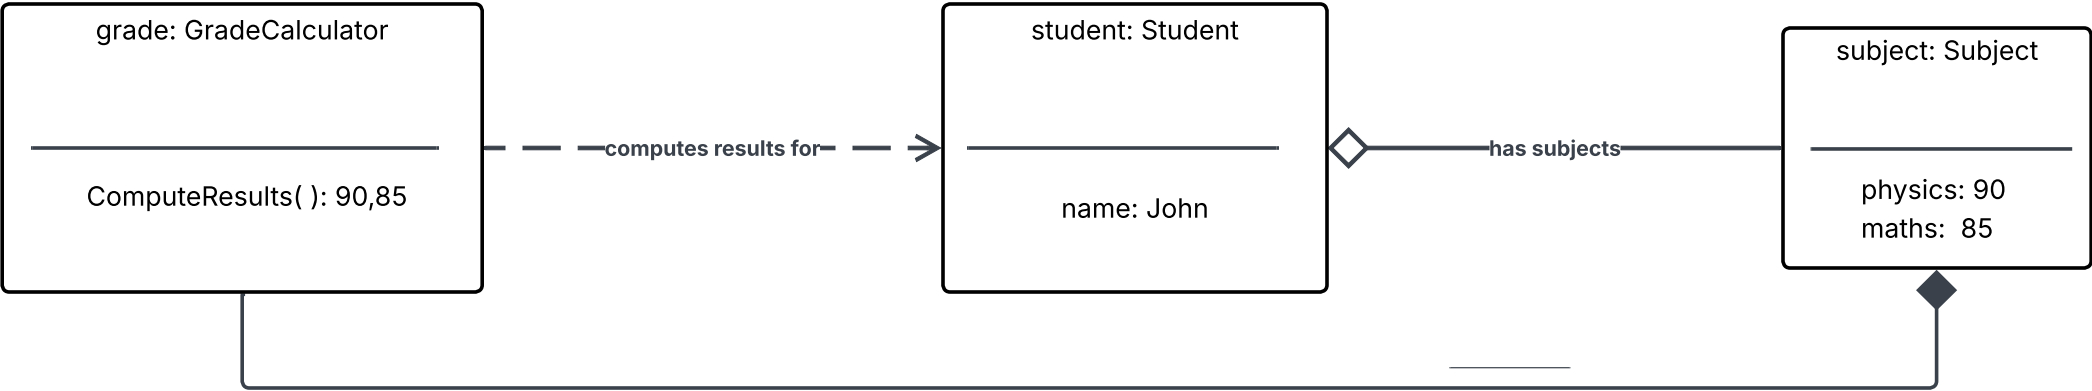 grade: GradeCalculator
ComputeResults( ): 90,85
computes results for
student: Student
name: John
has subjects
subject: Subject
physics: 90
maths:  85